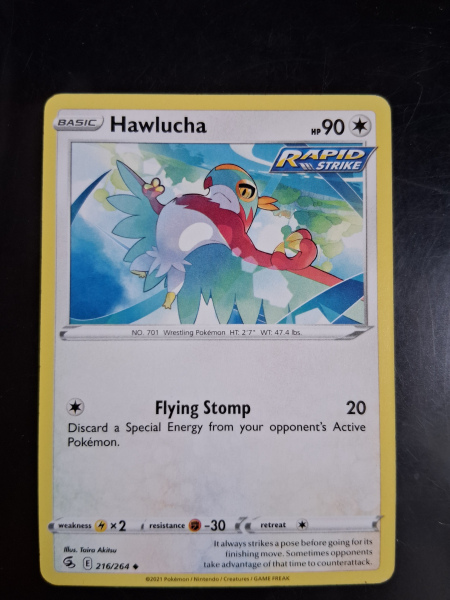 BASIC Hawlucha HP 90
RAPID
STRIKE
NO. 701 Wrestling Pokémon HT: 2'7" WT: 47.4 lbs.
Flying Stomp 20
Discard a Special Energy from your opponent's Active
Pokémon.
weakness ×2 resistance -30 retreat
Illus. Taira Akitsu
E 216/264
It always strikes a pose before going for its
finishing move. Sometimes opponents
take advantage of that time to counterattack.
©2021 Pokémon / Nintendo / Creatures / GAME FREAK